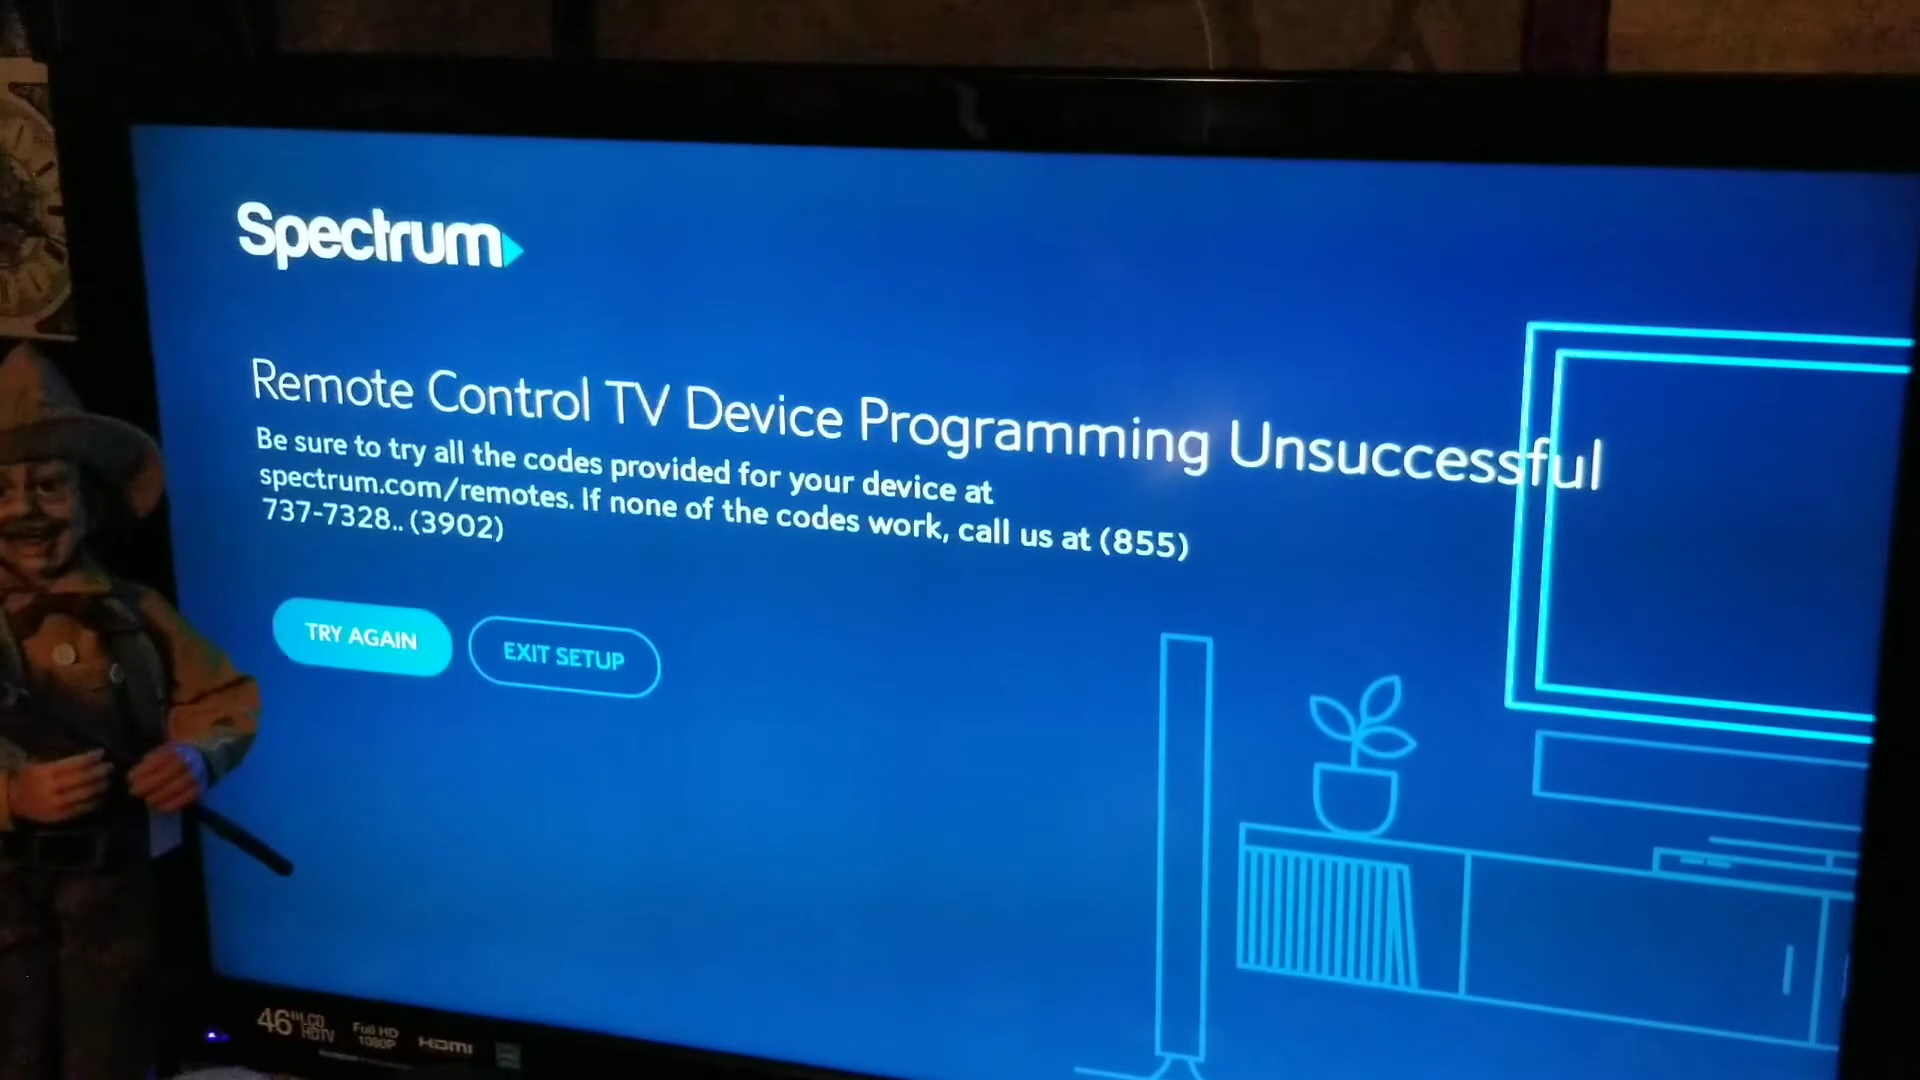 Spectrum
Remote Control TV Device Programming Unsuccessful
Be sure to try all the codes provided for your device at
spectrum.com/remotes. If none of the codes work, call us at (855)
737-7328.. (3902)
TRY AGAIN
EXIT SETUP
46" LCD
HDTV
Full HD
1080P
HDMI